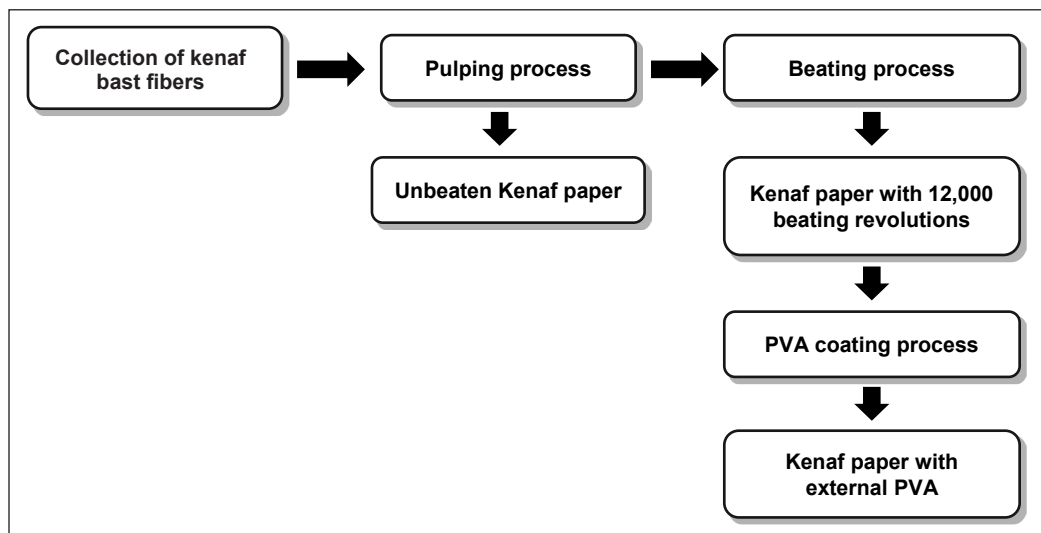 Collection of kenaf
bast fibers
Pulping process
Beating process
Unbeaten Kenaf paper
Kenaf paper with 12,000
beating revolutions
PVA coating process
Kenaf paper with
external PVA